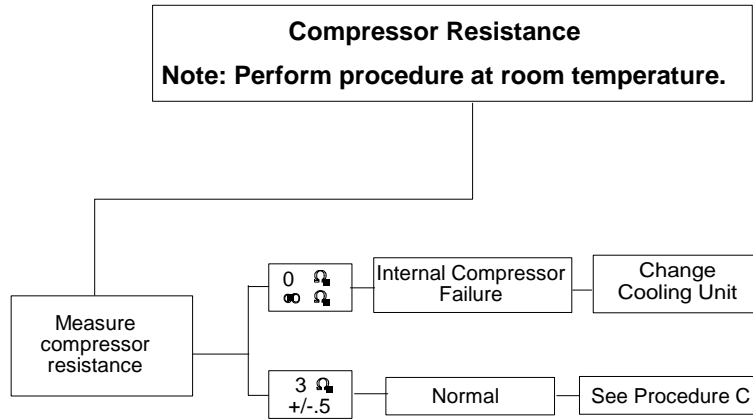 Compressor Resistance
Note: Perform procedure at room temperature.
Measure
compressor
resistance
0 Ω
∞ Ω
Internal Compressor
Failure
Change
Cooling Unit
3 Ω
+/-.5
Normal
See Procedure C